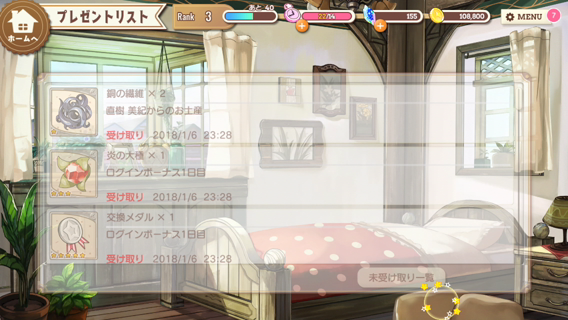 プレゼントリスト
ホームへ
Rank 3
あと 40
22/14
155
108,800
MENU
?
銅の繊維 × 2
直樹 美紀からのお土産
受け取り 2018/1/6 23:28
炎の大種 × 1
ログインボーナス1日目
受け取り 2018/1/6 23:28
交換メダル × 1
ログインボーナス1日目
受け取り 2018/1/6 23:28
未受け取り一覧